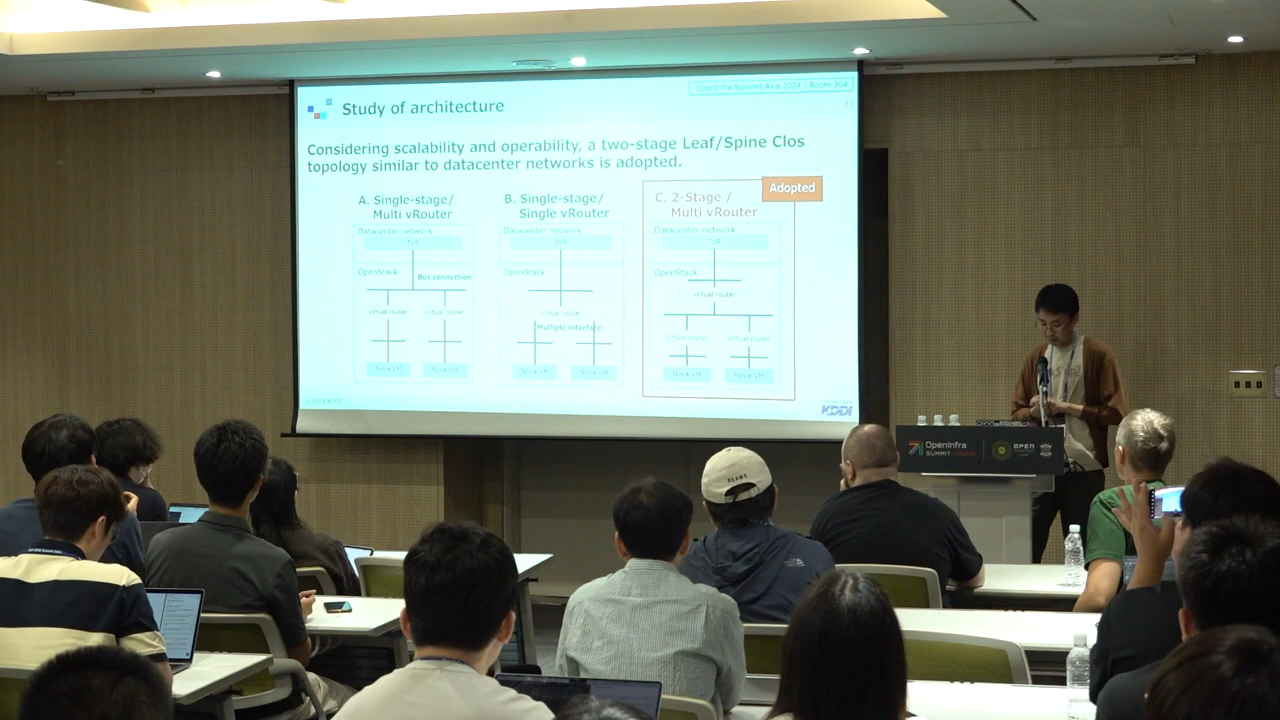 OpenInfra Summit Asia 2024 | Room 304
Study of architecture
Considering scalability and operability, a two-stage Leaf/Spine Clos
topology similar to datacenter networks is adopted.
Adopted
A. Single-stage/
Multi vRouter
Datacenter network
ToR
OpenStack
Bus connection
virtual router
virtual router
Nova VM
Nova VM
B. Single-stage/
Single vRouter
Datacenter network
ToR
OpenStack
virtual router
Multiple interface
Nova VM
Nova VM
C. 2-Stage /
Multi vRouter
Datacenter network
ToR
OpenStack
virtual router
virtual router
virtual router
Nova VM
Nova VM
KDDI
OpenInfra
SUMMIT
OPEN